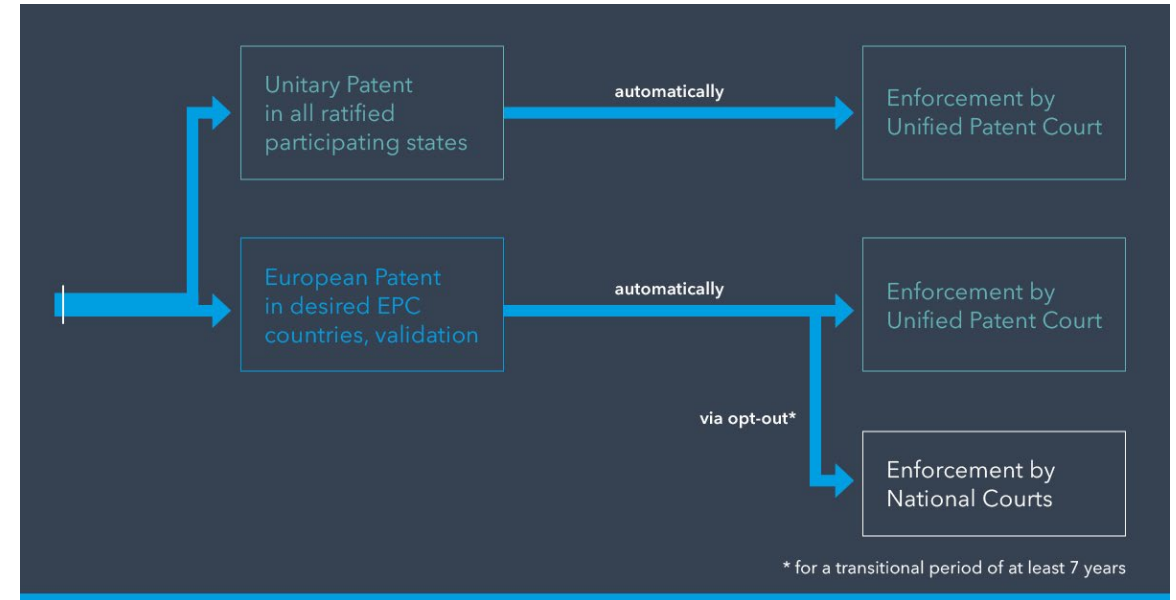 Unitary Patent
in all ratified
participating states
automatically
Enforcement by
Unified Patent Court
European Patent
in desired EPC
countries, validation
automatically
Enforcement by
Unified Patent Court
via opt-out*
Enforcement by
National Courts
* for a transitional period of at least 7 years